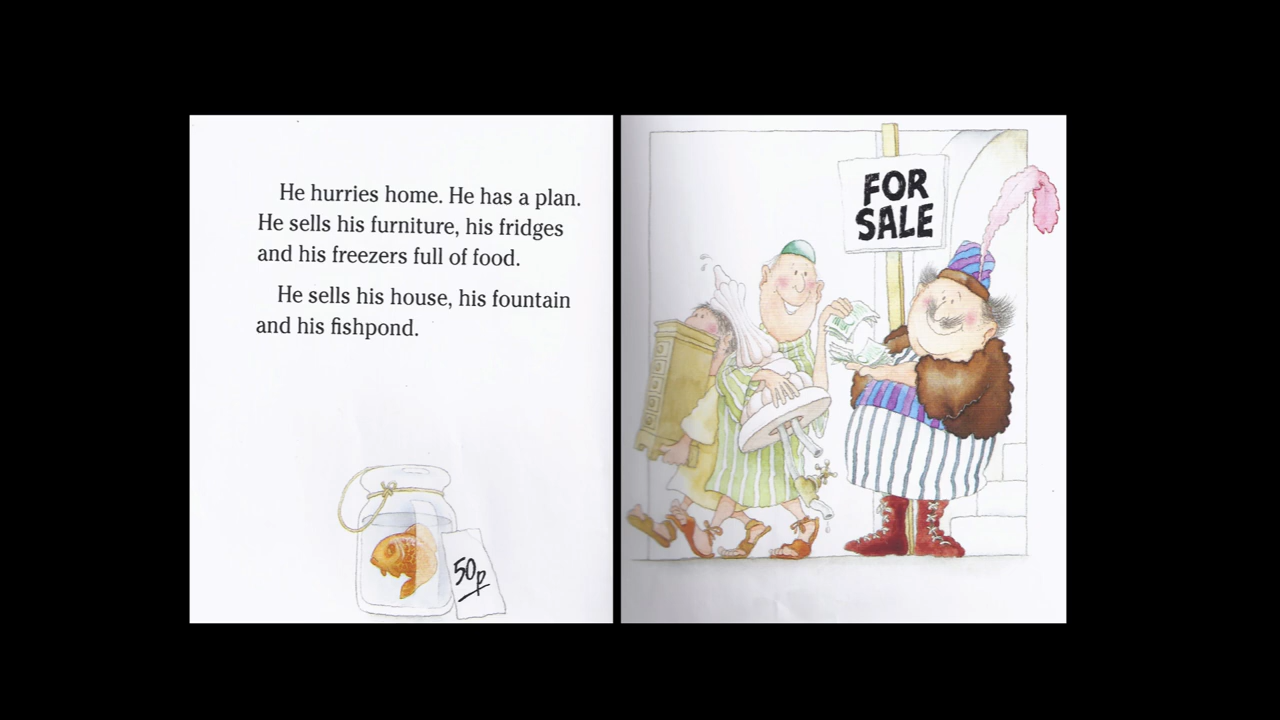 He hurries home. He has a plan.
He sells his furniture, his fridges
and his freezers full of food.
He sells his house, his fountain
and his fishpond.
50p
FOR
SALE